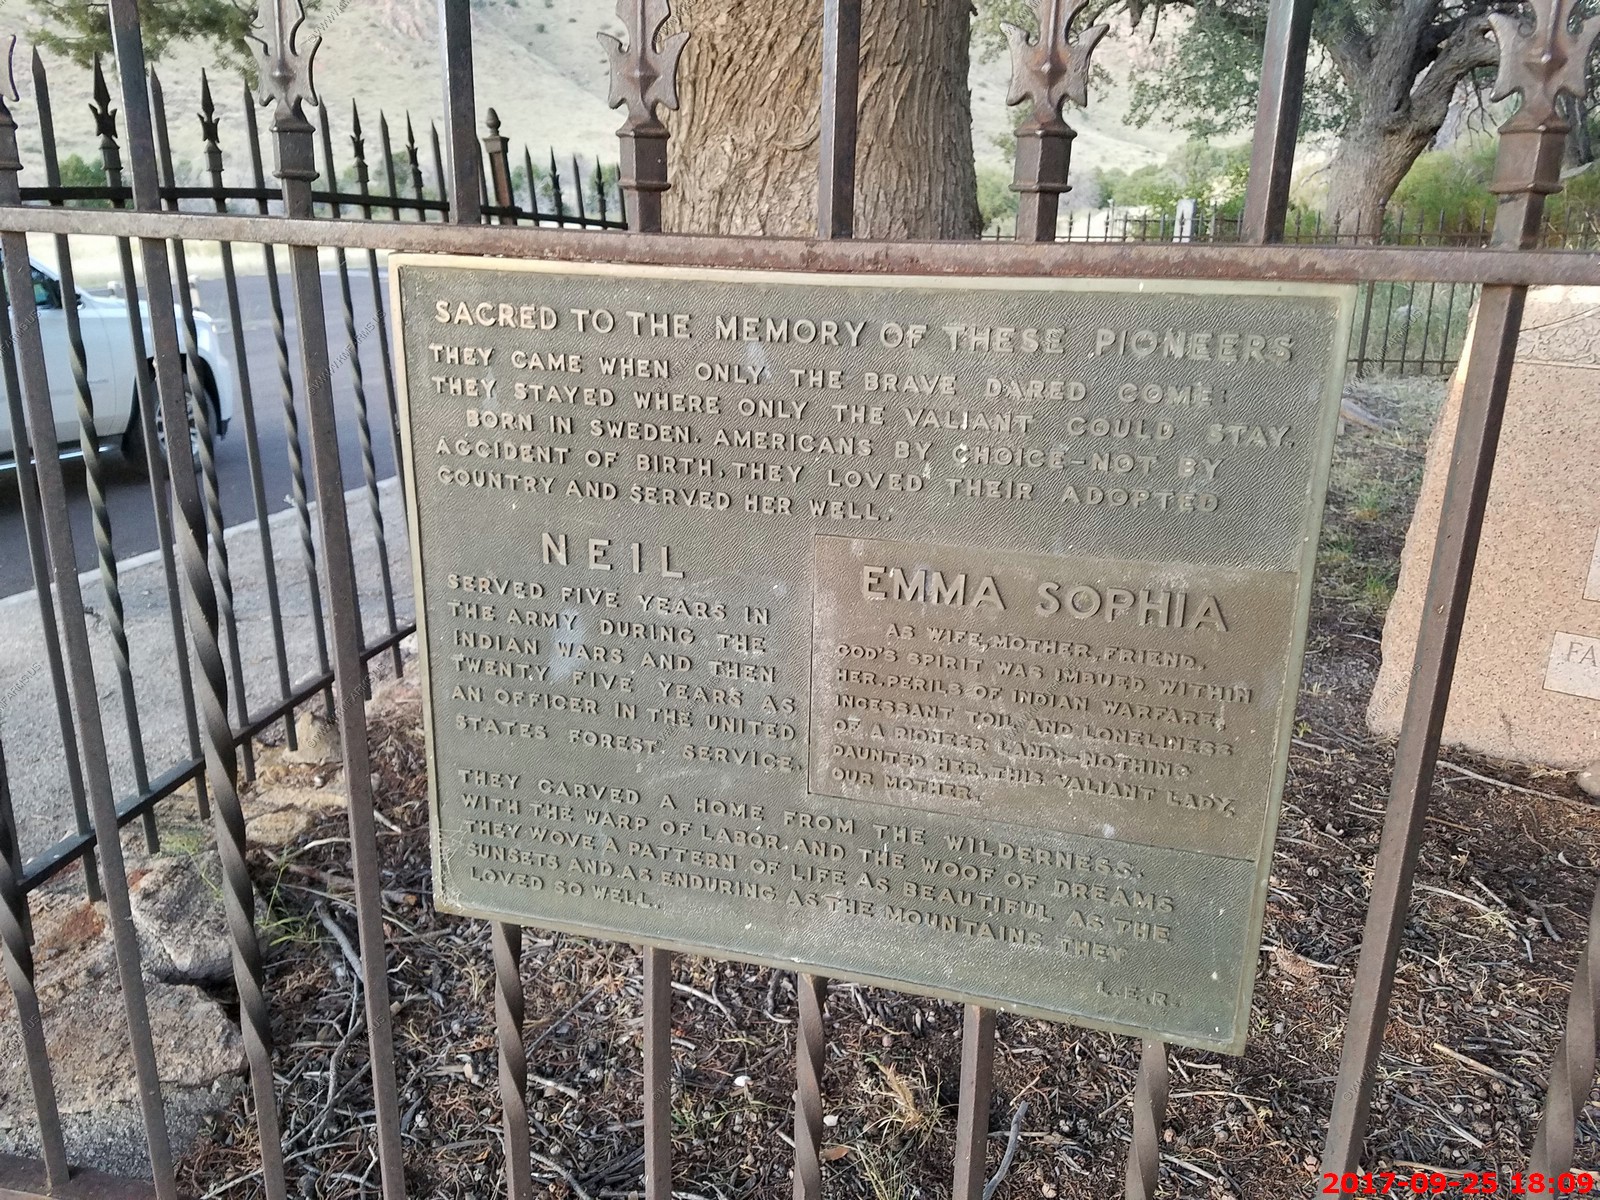 SACRED TO THE MEMORY OF THESE PIONEERS
THEY CAME WHEN ONLY THE BRAVE DARED COME:
THEY STAYED WHERE ONLY THE VALIANT COULD STAY.
BORN IN SWEDEN. AMERICANS BY CHOICE-NOT BY
ACCIDENT OF BIRTH, THEY LOVED THEIR ADOPTED
COUNTRY AND SERVED HER WELL.
NEIL
SERVED FIVE YEARS IN
THE ARMY DURING THE
INDIAN WARS AND THEN
TWENTY FIVE YEARS AS
AN OFFICER IN THE UNITED
STATES FOREST SERVICE.
EMMA SOPHIA
AS WIFE, MOTHER, FRIEND,
GOD'S SPIRIT WAS IMBUED WITHIN
HER. PERILS OF INDIAN WARFARE,
INCESSANT TOIL AND LONELINESS
OF A PIONEER LAND-NOTHING
DAUNTED HER, THIS VALIANT LADY,
OUR MOTHER.
THEY CARVED A HOME FROM THE WILDERNESS.
WITH THE WARP OF LABOR AND THE WOOF OF DREAMS
THEY WOVE A PATTERN OF LIFE AS BEAUTIFUL AS THE
SUNSETS AND AS ENDURING AS THE MOUNTAINS THEY
LOVED SO WELL.
L.E.R.
FA
2017-09-25 18:09